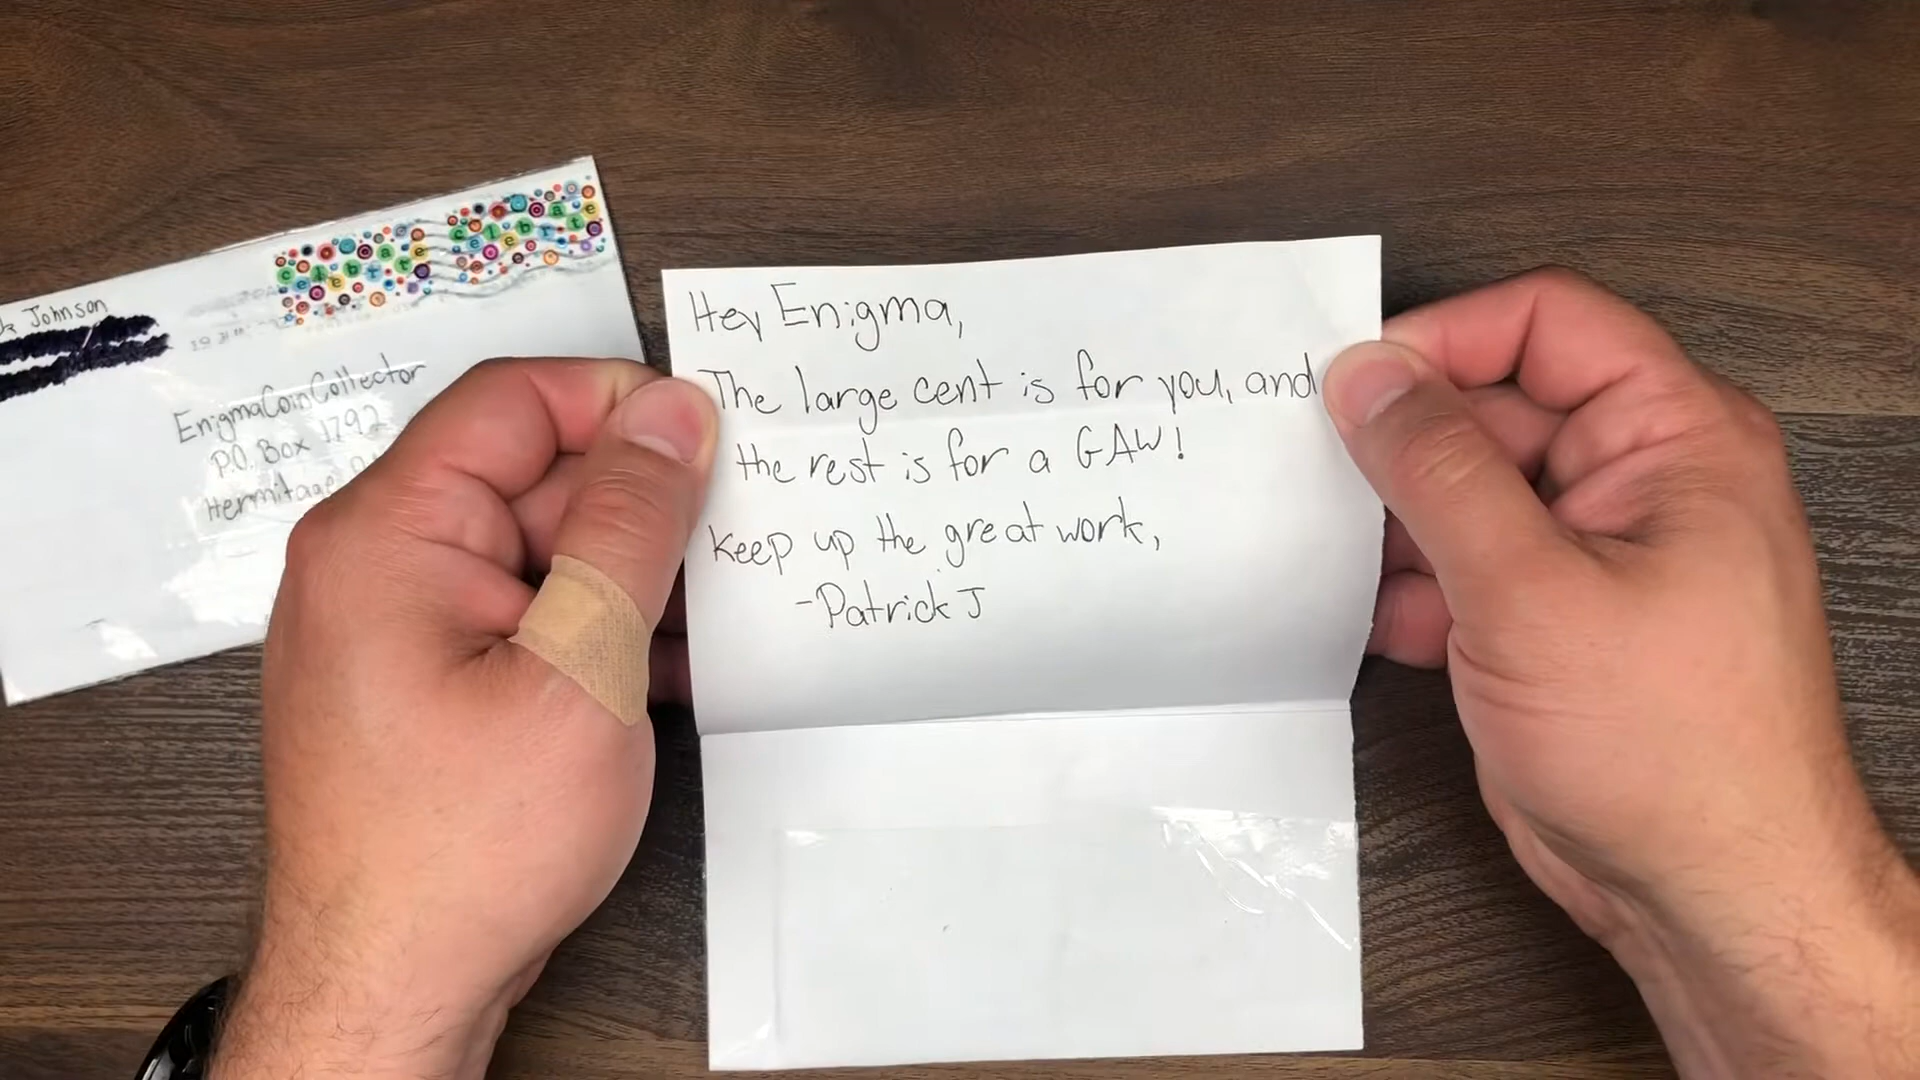 celebrate
celebrate
Johnson
EnigmaCoinCollector
P.O. Box 1792
Hermitage
Hey Enigma,
The large cent is for you, and
the rest is for a GAW!
Keep up the great work,
-Patrick J